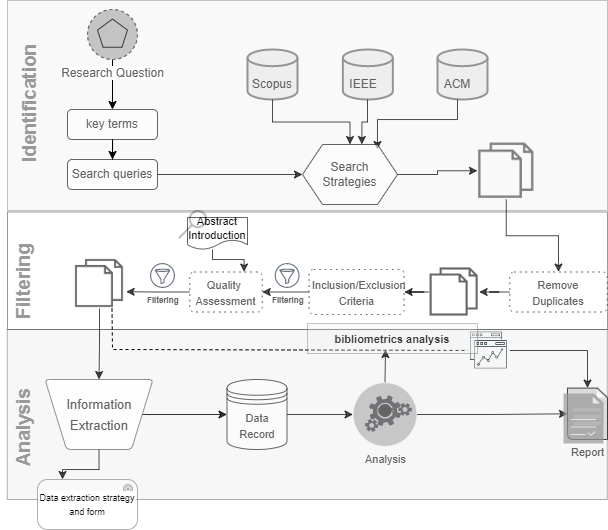 Identification
Research Question
key terms
Search queries
Scopus
IEEE
ACM
Search
Strategies
Filtering
Abstract
Introduction
Filtering
Quality
Assessment
Filtering
Inclusion/Exclusion
Criteria
Remove
Duplicates
Analysis
bibliometrics analysis
Information
Extraction
Data
Record
Analysis
Report
Data extraction strategy
and form